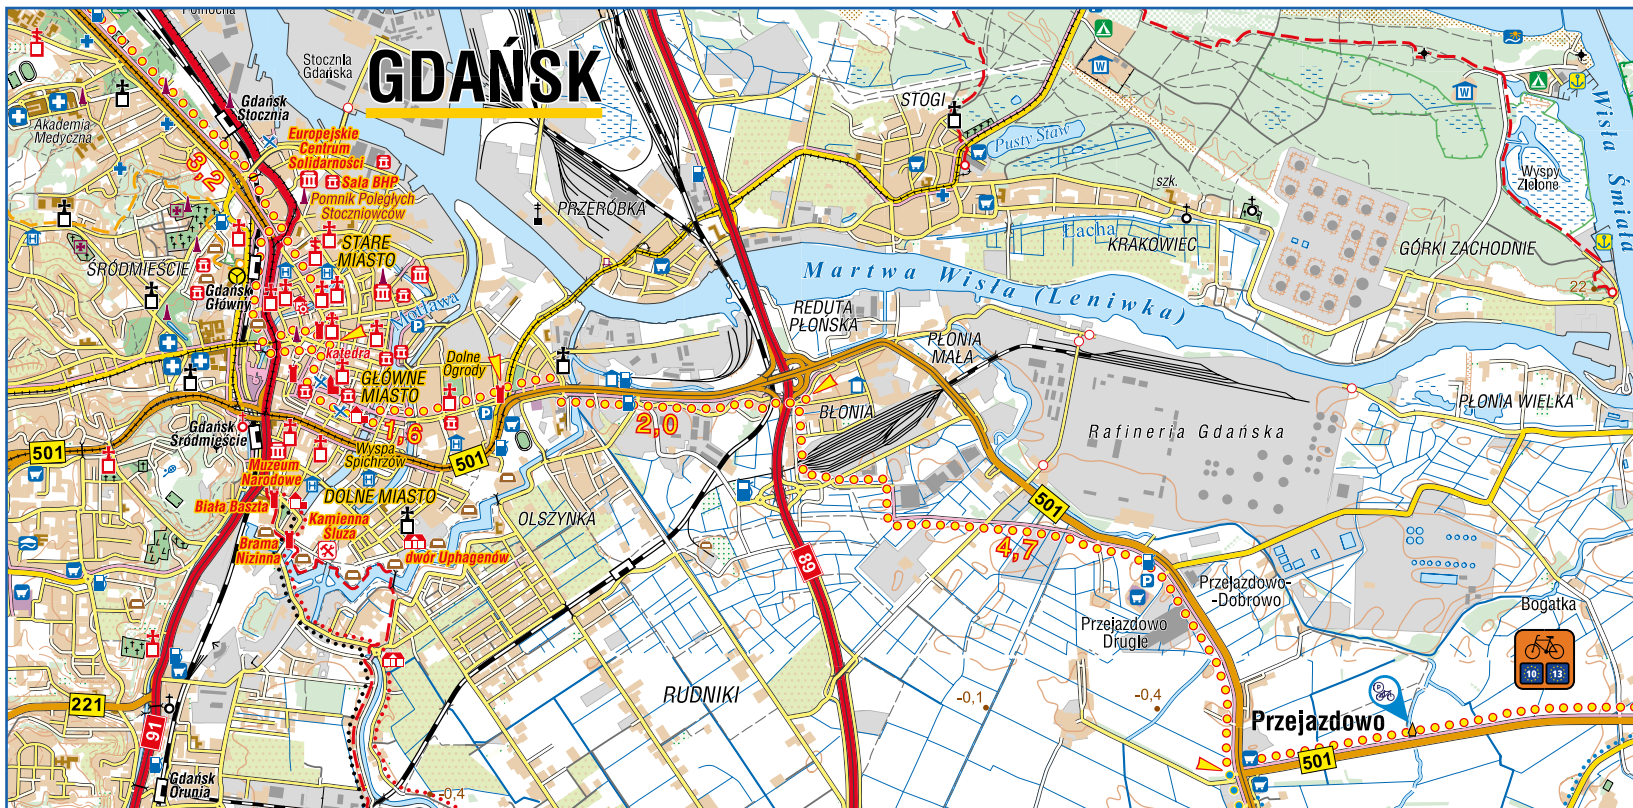 GDAŃSK
Stocznia
Gdańska
Gdańsk
Stocznia
Akademia
Medyczna
3,2
Europejskie
Centrum
Solidarności
Sala BHP
Pomnik Poległych
Stoczniowców
STARE
MIASTO
ŚRÓDMIEŚCIE
Gdańsk
Główny
Motława
katedra
Dolne
Ogrody
GŁÓWNE
MIASTO
1,6
Gdańsk
Śródmieście
501
Wyspa
Spichrzów
501
Muzeum
Narodowe
Biała Baszta
DOLNE MIASTO
Kamienna
Śluza
Brama
Nizinna
dwór Uphagenów
OLSZYNKA
221
91
Gdańsk
Orunia
-0,4
RUDNIKI
STOGI
Pusty Staw
PRZERÓBKA
szk.
Łacha
KRAKOWIEC
GÓRKI ZACHODNIE
Wyspy
Zielone
Wisła Śmiała
22
Martwa Wisła (Leniwka)
REDUTA
PŁOŃSKA
PŁONIA
MAŁA
BŁONIA
2,0
Rafineria Gdańska
PŁONIA WIELKA
501
4,7
89
Przejazdowo-
-Dobrowo
Przejazdowo
Drugie
Bogatka
10
13
-0,1
-0,4
Przejazdowo
501